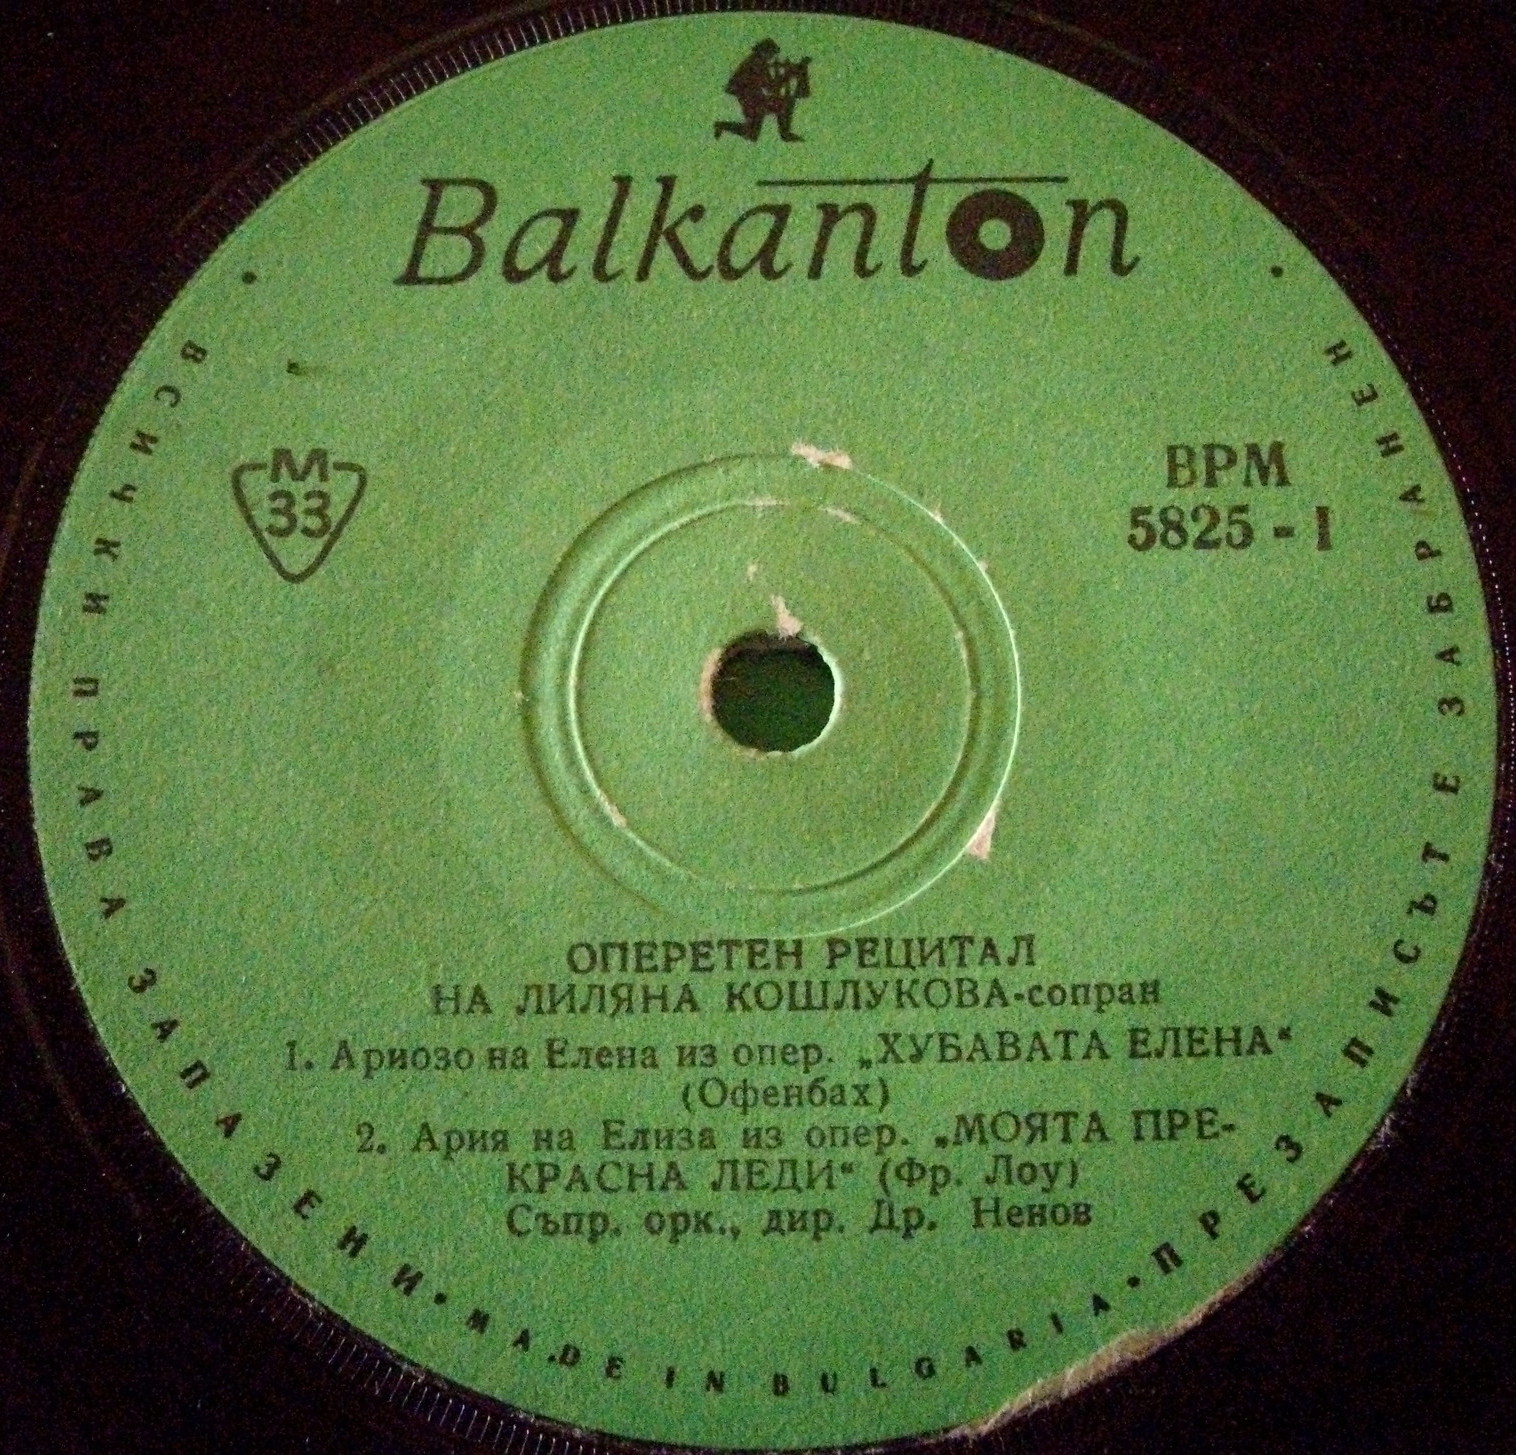 Balkanton
М
33
ВРМ
5825 - I
ОПЕРЕТЕН РЕЦИТАЛ
НА ЛИЛЯНА КОШЛУКОВА-сопран
1. Ариозо на Елена из опер. „ХУБАВАТА ЕЛЕНА“
(Офенбах)
2. Ария на Елиза из опер. „МОЯТА ПРЕ-
КРАСНА ЛЕДИ“ (Фр. Лоу)
Съпр. орк., дир. Др. Ненов
• ВСИЧКИ ПРАВА ЗАПАЗЕНИ • MADE IN BULGARIA • ПРЕЗАПИСЪТ Е ЗАБРАНЕН •